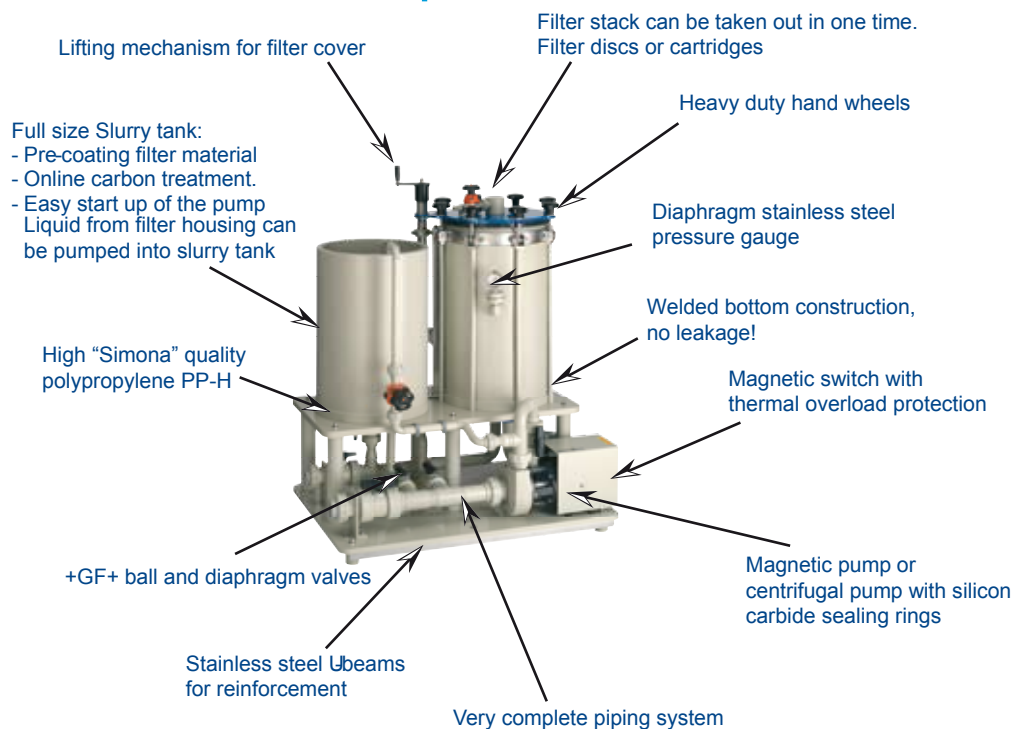 Filter stack can be taken out in one time.
Filter discs or cartridges
Lifting mechanism for filter cover
Heavy duty hand wheels
Full size Slurry tank:
- Pre-coating filter material
- Online carbon treatment.
- Easy start up of the pump
Liquid from filter housing can
be pumped into slurry tank
Diaphragm stainless steel
pressure gauge
Welded bottom construction,
no leakage!
High “Simona” quality
polypropylene PP-H
Magnetic switch with
thermal overload protection
+GF+ ball and diaphragm valves
Magnetic pump or
centrifugal pump with silicon
carbide sealing rings
Stainless steel Ubeams
for reinforcement
Very complete piping system